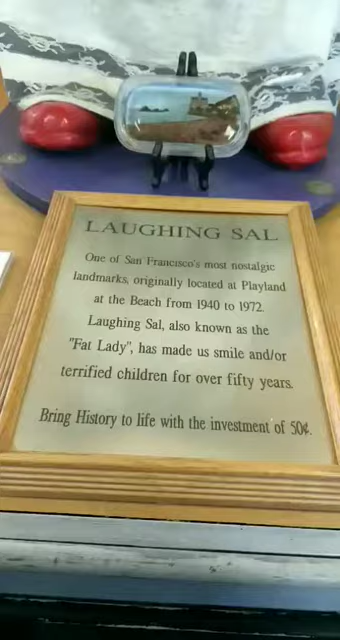 LAUGHING SAL
One of San Francisco's most nostalgic
landmarks, originally located at Playland
at the Beach from 1940 to 1972.
Laughing Sal, also known as the
"Fat Lady", has made us smile and/or
terrified children for over fifty years.
Bring History to life with the investment of 50¢.